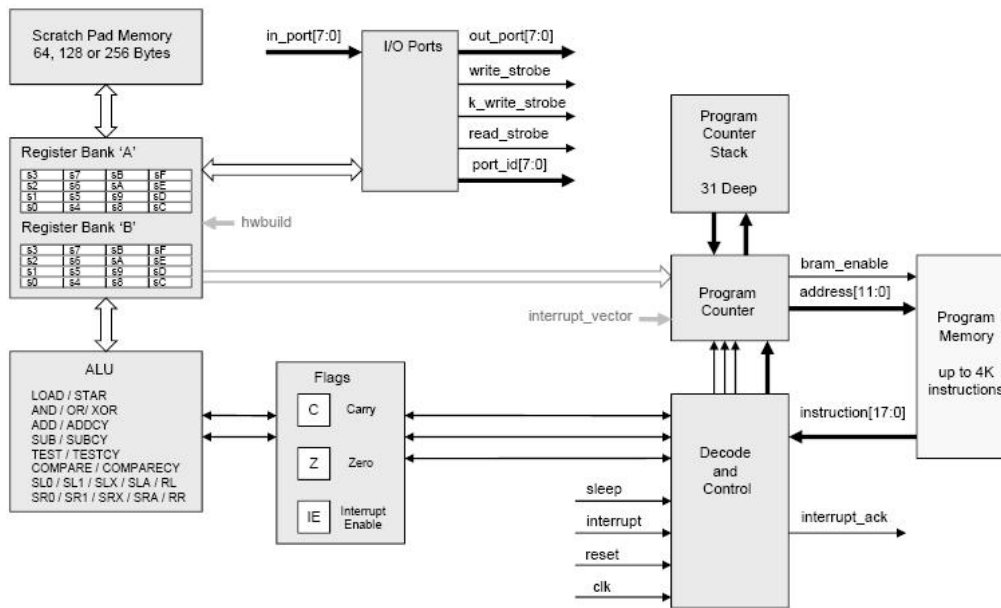 Scratch Pad Memory
64, 128 or 256 Bytes
in_port[7:0]
I/O Ports
out_port[7:0]
write_strobe
k_write_strobe
read_strobe
port_id[7:0]
Register Bank 'A'
s3 s7 sB sF
s2 s6 sA sE
s1 s5 s9 sD
s0 s4 s8 sC
Register Bank 'B'
s3 s7 sB sF
s2 s6 sA sE
s1 s5 s9 sD
s0 s4 s8 sC
hwbuild
Program
Counter
Stack
31 Deep
interrupt_vector
Program
Counter
bram_enable
address[11:0]
Program
Memory
up to 4K
instructions
instruction[17:0]
ALU
LOAD / STAR
AND / OR/ XOR
ADD / ADDCY
SUB / SUBCY
TEST / TESTCY
COMPARE / COMPARECY
SL0 / SL1 / SLX / SLA / RL
SR0 / SR1 / SRX / SRA / RR
Flags
C Carry
Z Zero
IE Interrupt
Enable
Decode
and
Control
sleep
interrupt
reset
clk
interrupt_ack